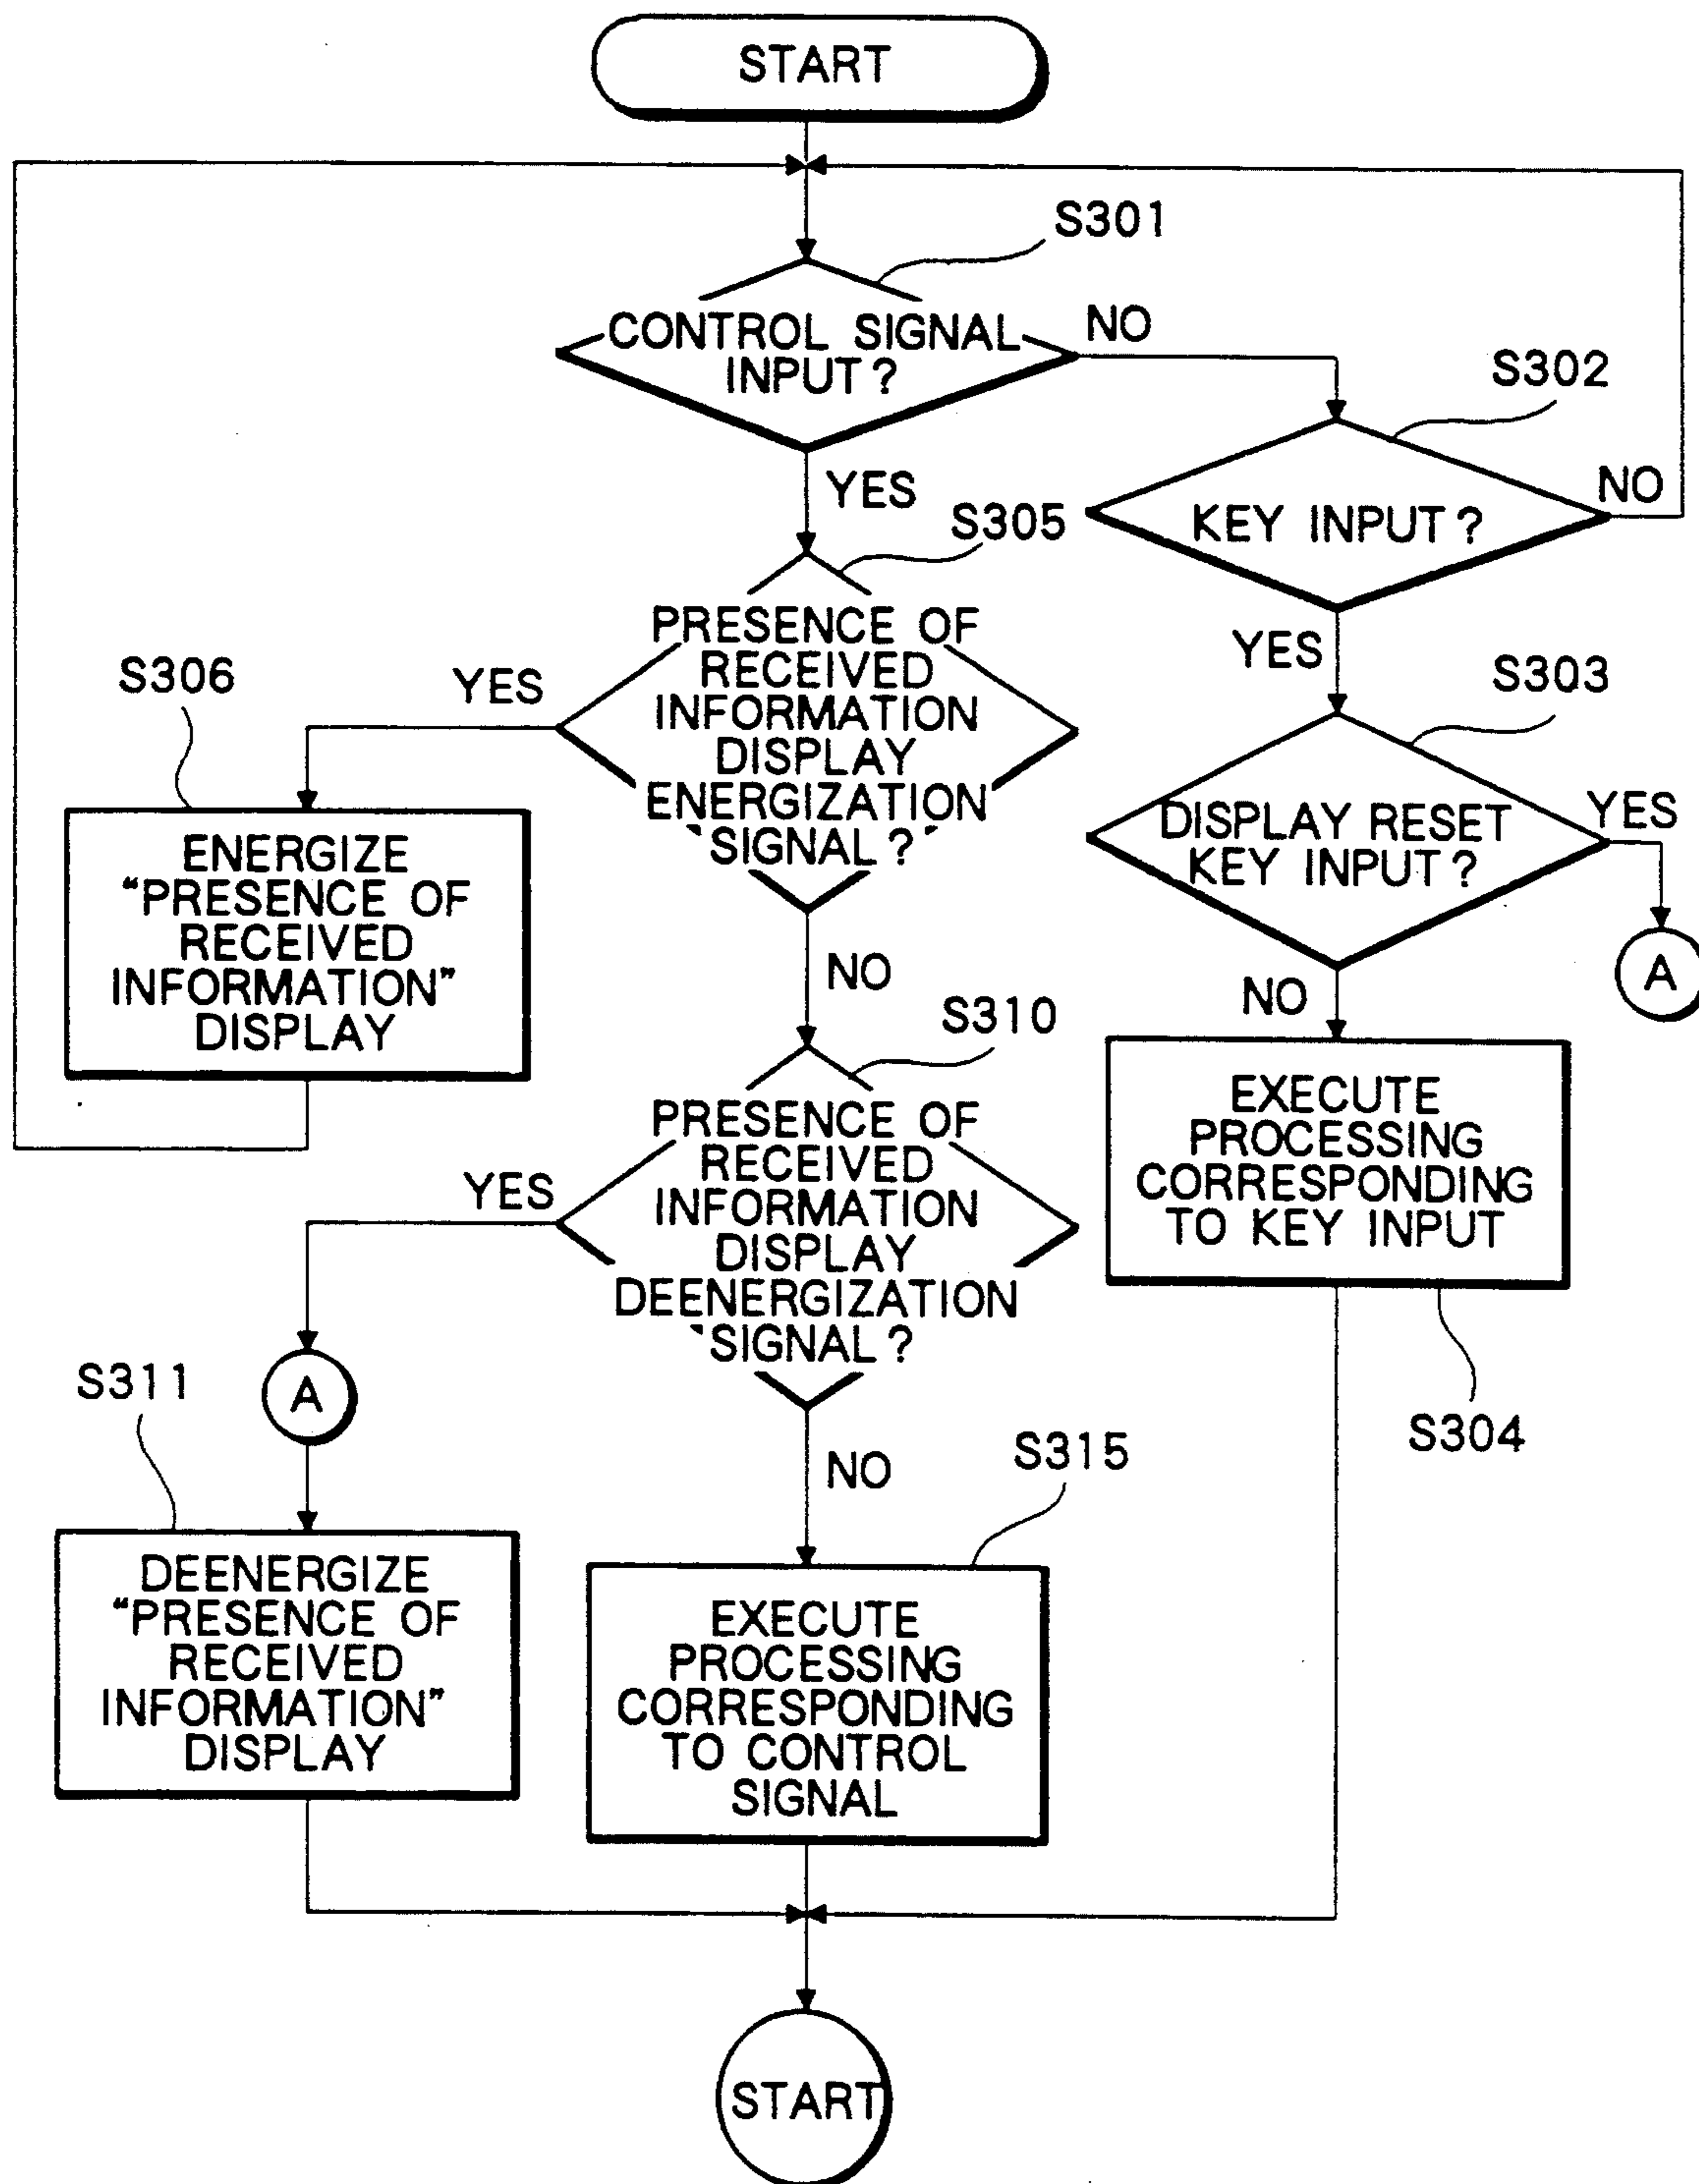 START
S301
CONTROL SIGNAL
INPUT?
NO
S302
YES
KEY INPUT?
NO
S305
PRESENCE OF
RECEIVED
INFORMATION
DISPLAY
ENERGIZATION
SIGNAL?
YES
YES
S303
S306
DISPLAY RESET
KEY INPUT?
YES
ENERGIZE
“PRESENCE OF
RECEIVED
INFORMATION”
DISPLAY
NO
NO
A
S310
PRESENCE OF
RECEIVED
INFORMATION
DISPLAY
DEENERGIZATION
SIGNAL?
YES
EXECUTE
PROCESSING
CORRESPONDING
TO KEY INPUT
S304
A
S311
NO
S315
DEENERGIZE
“PRESENCE OF
RECEIVED
INFORMATION”
DISPLAY
EXECUTE
PROCESSING
CORRESPONDING
TO CONTROL
SIGNAL
START